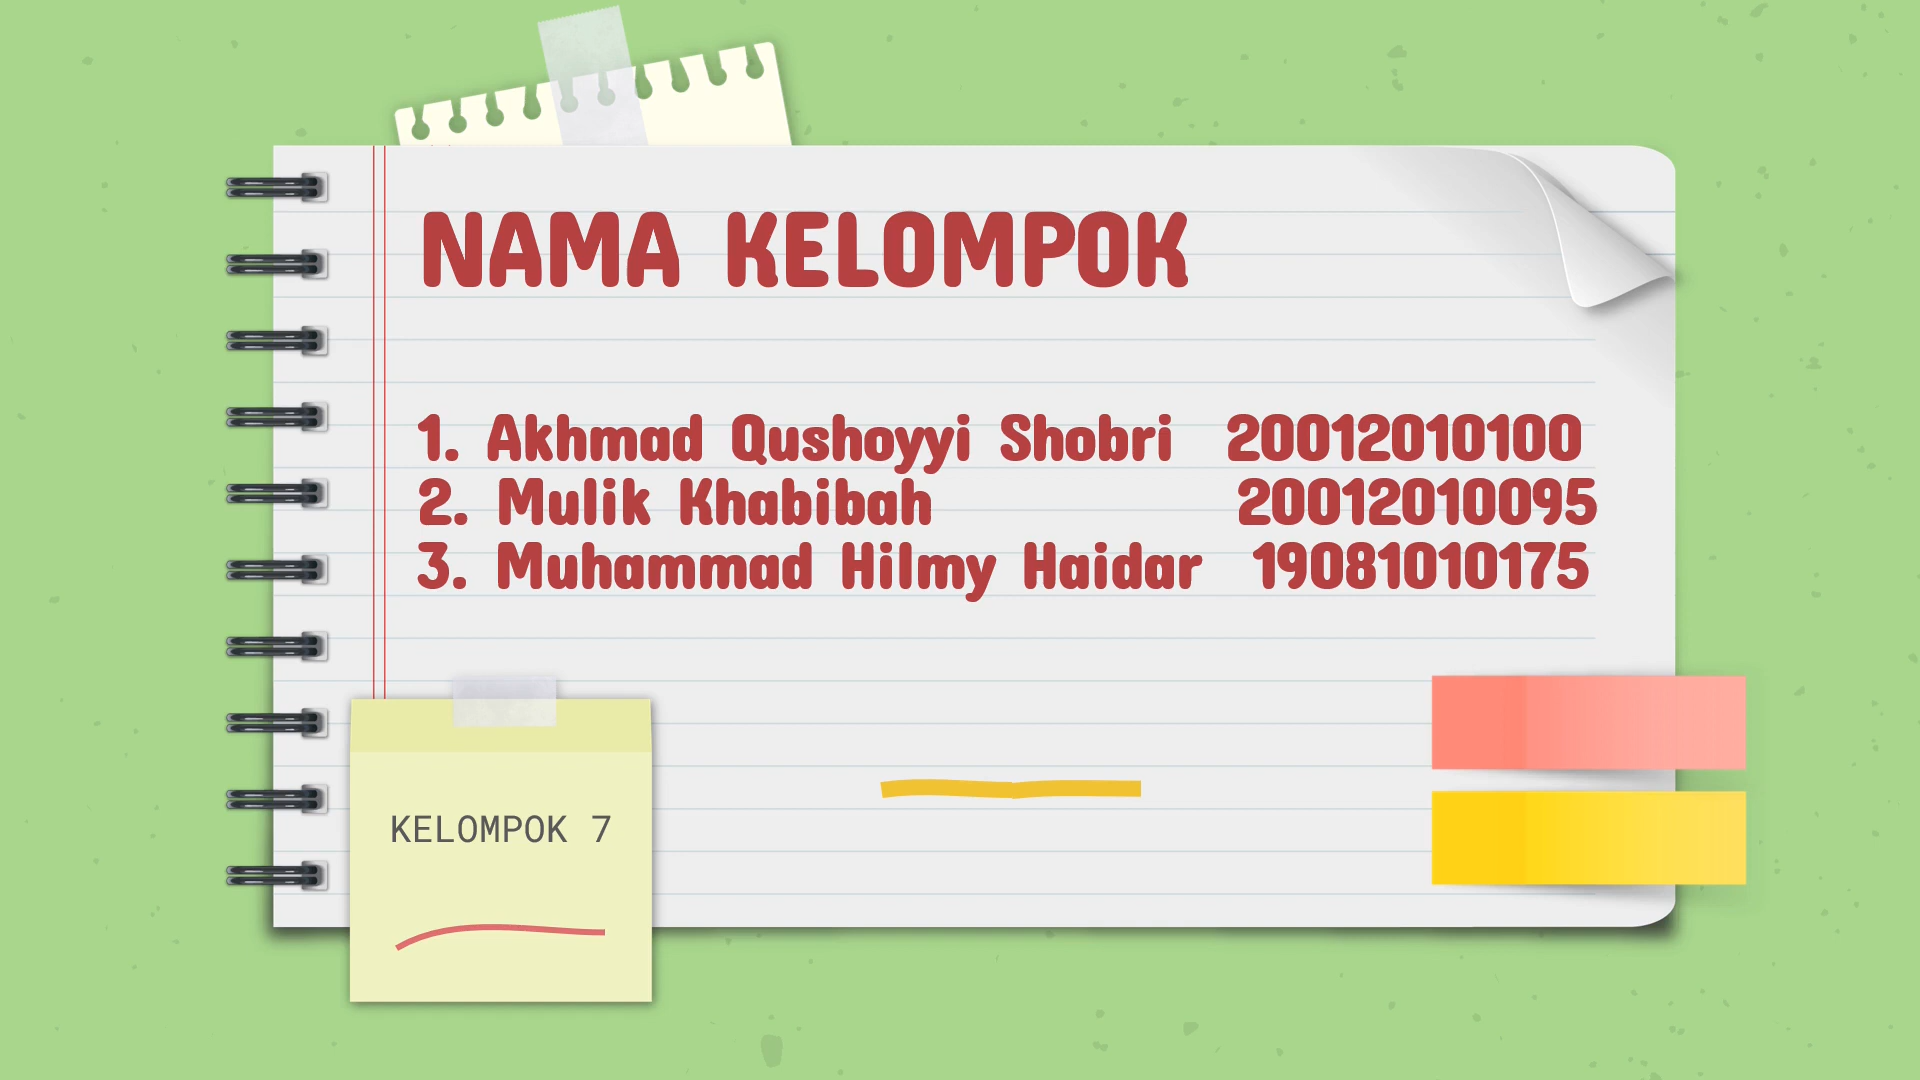 NAMA KELOMPOK
1. Akhmad Qushoyyi Shobri 20012010100
2. Mulik Khabibah 20012010095
3. Muhammad Hilmy Haidar 19081010175
KELOMPOK 7